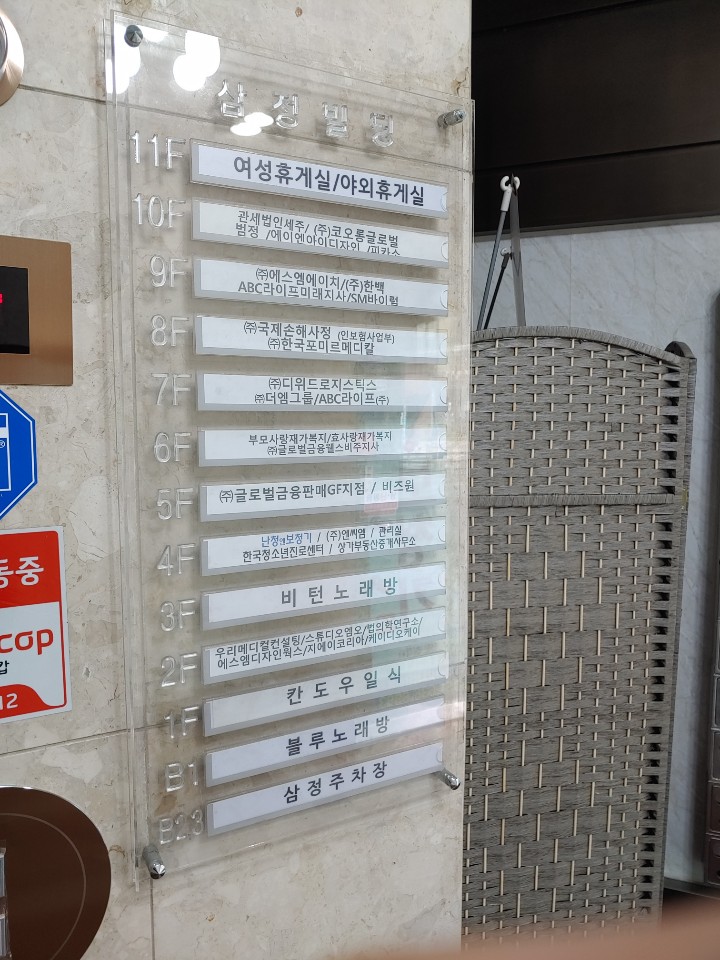 삼정빌딩
11F 여성휴게실/야외휴게실
10F 관세법인세주/ (주)코오롱글로벌
범정 /에이엔아이디자인 /피카소
9F ㈜에스엠에이치/(주)한백
ABC라이프미래지사/SM바이럴
8F ㈜국제손해사정 (인보험사업부)
㈜한국포미르메디칼
7F ㈜디위드로지스틱스
㈜더엠그룹/ABC라이프㈜
6F 부모사랑재가복지/효사랑재가복지
㈜글로벌금융웰스비주지사
5F ㈜글로벌금융판매GF지점 / 비즈원
4F 난청엔보청기 / (주)앤씨엠 / 관리실
한국청소년진로센터 / 상가부동산중개사무소
3F 비턴노래방
2F 우리메디컬컨설팅/스튜디오엠오/법의학연구소/
에스엠디자인웍스/지에이코리아/케이디오케이
1F 칸도우일식
B1 블루노래방
B23 삼정주차장
동중
cop
갑
12